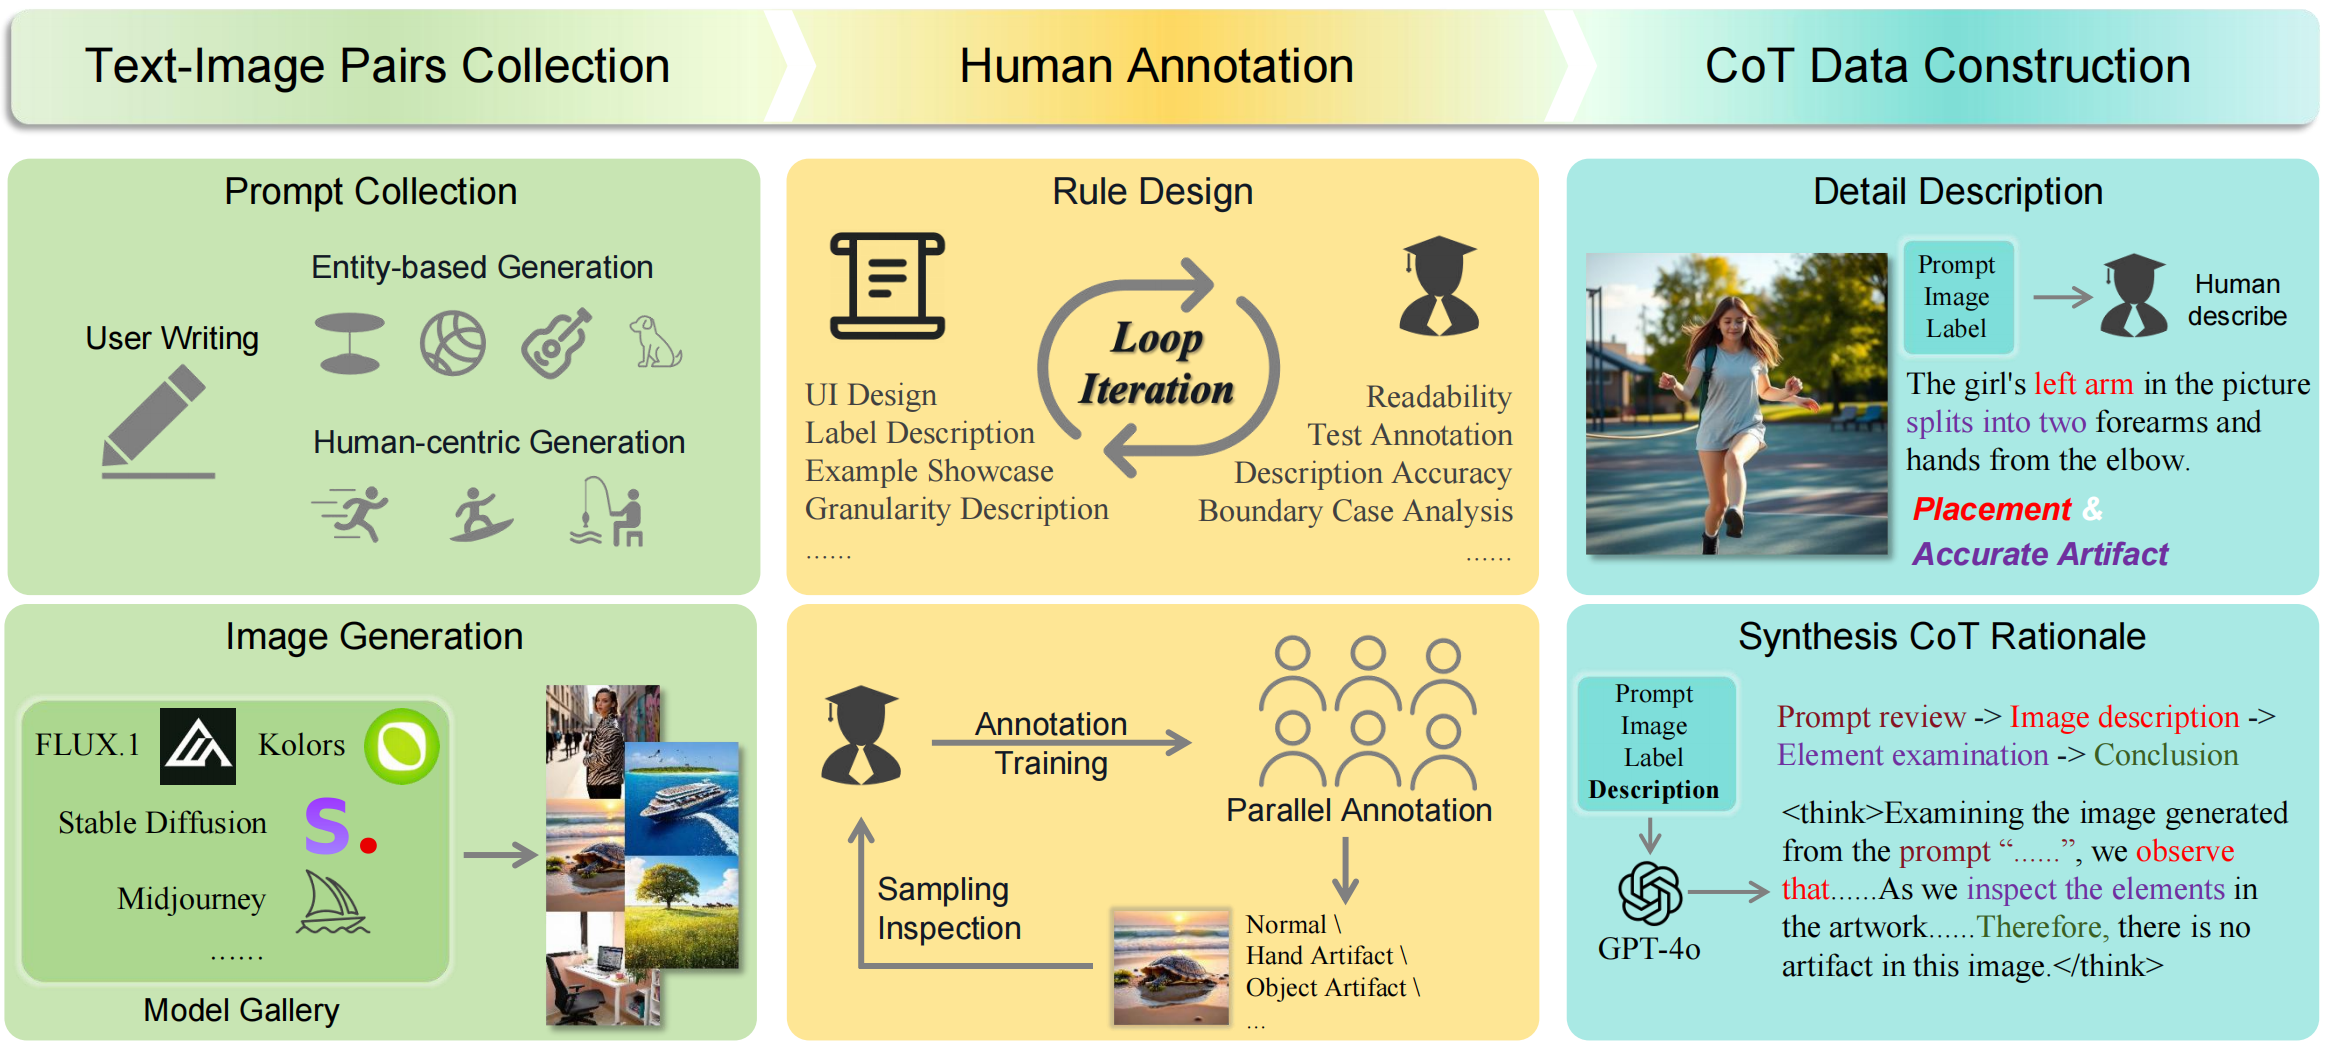 Text-Image Pairs Collection
Human Annotation
CoT Data Construction
Prompt Collection
User Writing
Entity-based Generation
Human-centric Generation
Image Generation
FLUX.1
Kolors
Stable Diffusion
S.
Midjourney
......
Model Gallery
Rule Design
Loop
Iteration
UI Design
Label Description
Example Showcase
Granularity Description
......
Readability
Test Annotation
Description Accuracy
Boundary Case Analysis
......
Annotation
Training
Parallel Annotation
Sampling
Inspection
Normal \
Hand Artifact \
Object Artifact \
...
Detail Description
Prompt
Image
Label
Human
describe
The girl's left arm in the picture
splits into two forearms and
hands from the elbow.
Placement &
Accurate Artifact
Synthesis CoT Rationale
Prompt
Image
Label
Description
GPT-4o
Prompt review -> Image description ->
Element examination -> Conclusion
<think>Examining the image generated
from the prompt “......”, we observe
that......As we inspect the elements in
the artwork......Therefore, there is no
artifact in this image.</think>